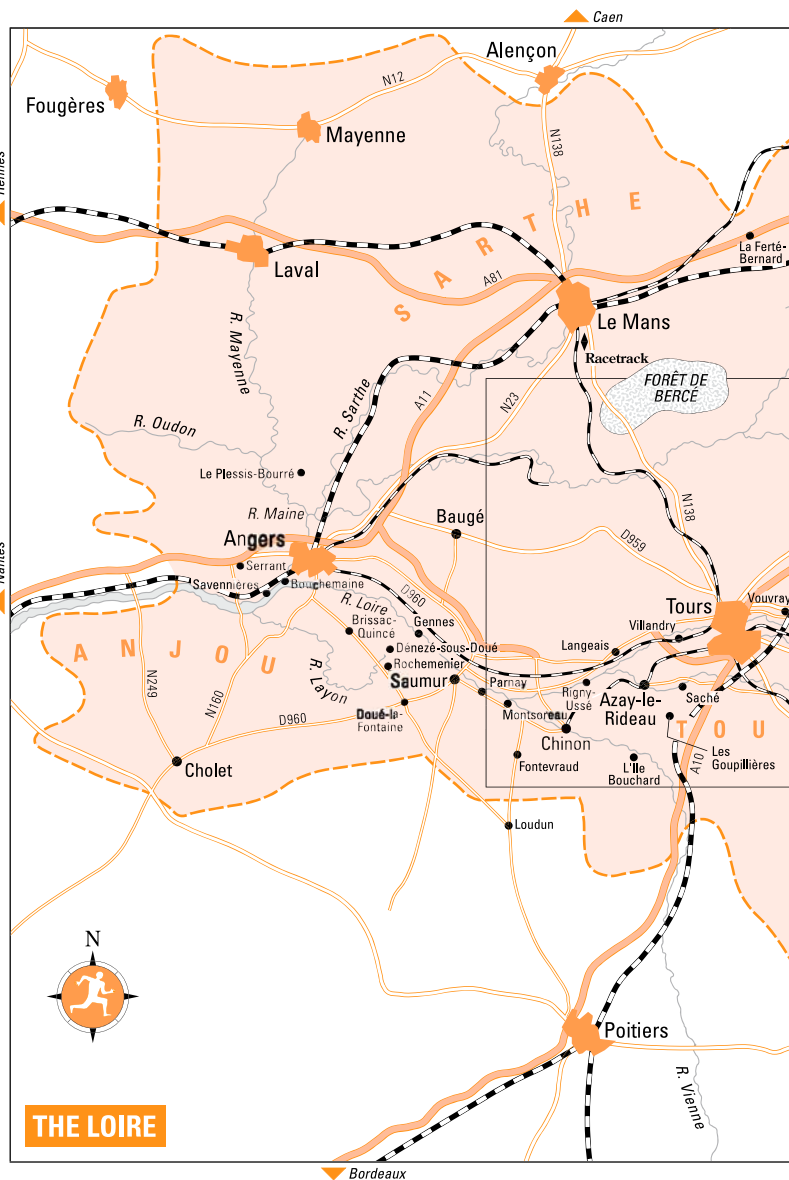 Caen
Alençon
N12
Fougères
Mayenne
N138
Rennes
SARTHE
La Ferté-
Bernard
Laval
A81
R. Mayenne
Le Mans
Racetrack
R. Sarthe
A11
N23
FORÊT DE
BERCÉ
R. Oudon
Le Plessis-Bourré
N138
R. Maine
Baugé
Angers
D959
Nantes
Serrant
Savennières
Bouchemaine
D960
R. Loire
Tours
Vouvray
Brissac-
Quincé
Gennes
Villandry
ANJOU
Dénezé-sous-Doué
Langeais
Rochemenier
R. Layon
Saumur
Parnay
Rigny-
Ussé
Azay-le-
Rideau
Saché
N249
N160
D960
Doué-la-
Fontaine
Montsoreau
TOU
Chinon
A10
Les
Goupillières
Cholet
Fontevraud
L'Ile
Bouchard
Loudun
N
Poitiers
R. Vienne
THE LOIRE
Bordeaux